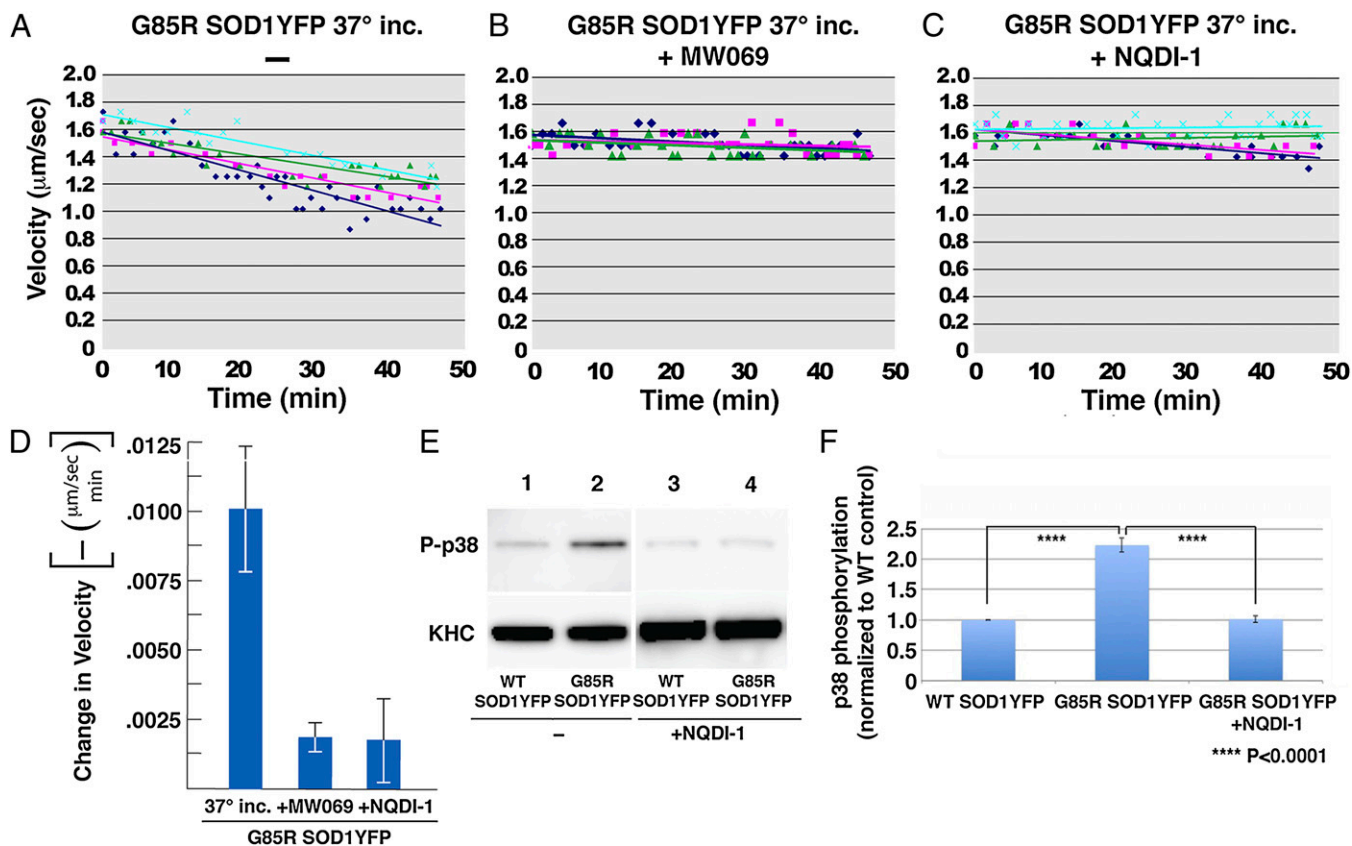 A
G85R SOD1YFP 37° inc.
–
Velocity (μm/sec)
2.0
1.8
1.6
1.4
1.2
1.0
0.8
0.6
0.4
0.2
0
0 10 20 30 40 50
Time (min)
B
G85R SOD1YFP 37° inc.
+ MW069
2.0
1.8
1.6
1.4
1.2
1.0
0.8
0.6
0.4
0.2
0
0 10 20 30 40 50
Time (min)
C
G85R SOD1YFP 37° inc.
+ NQDI-1
2.0
1.8
1.6
1.4
1.2
1.0
0.8
0.6
0.4
0.2
0
0 10 20 30 40 50
Time (min)
D
Change in Velocity [– (μm/sec / min)]
.0125
.0100
.0075
.0050
.0025
37° inc. +MW069 +NQDI-1
G85R SOD1YFP
E
1 2 3 4
P-p38
KHC
WT SOD1YFP
G85R SOD1YFP
WT SOD1YFP
G85R SOD1YFP
–
+NQDI-1
F
p38 phosphorylation
(normalized to WT control)
2.5
2.0
1.5
1.0
0.5
0
**** ****
WT SOD1YFP
G85R SOD1YFP
G85R SOD1YFP
+NQDI-1
**** P<0.0001